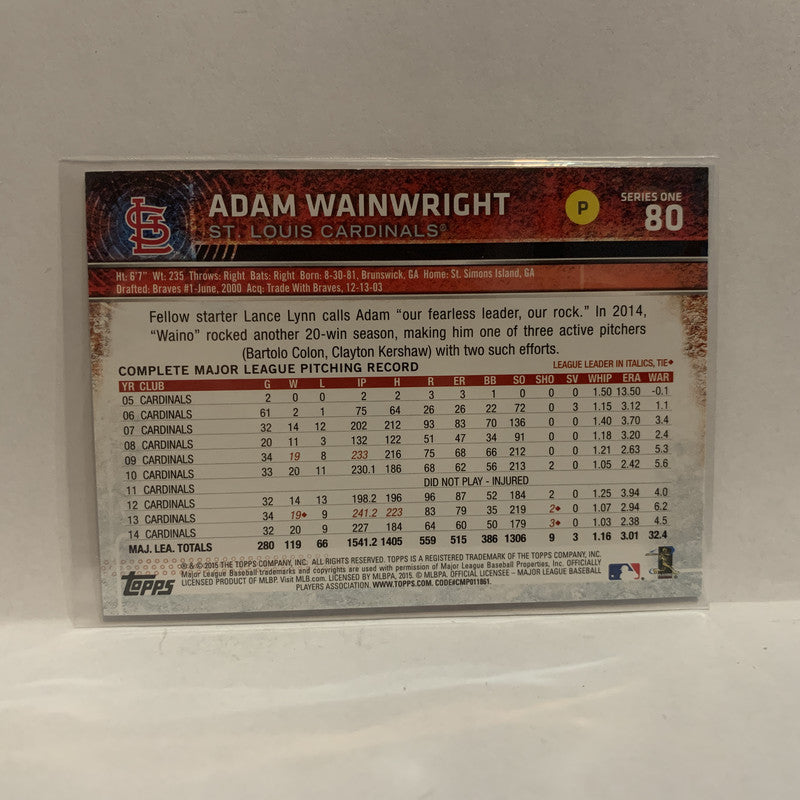 STL
ADAM WAINWRIGHT
ST. LOUIS CARDINALS®
P
SERIES ONE
80
Ht: 6'7" Wt: 235 Throws: Right Bats: Right Born: 8-30-81, Brunswick, GA Home: St. Simons Island, GA
Drafted: Braves #1-June, 2000 Acq: Trade With Braves, 12-13-03
Fellow starter Lance Lynn calls Adam "our fearless leader, our rock." In 2014,
"Waino" rocked another 20-win season, making him one of three active pitchers
(Bartolo Colon, Clayton Kershaw) with two such efforts.
COMPLETE MAJOR LEAGUE PITCHING RECORD
LEAGUE LEADER IN ITALICS, TIE♦
YR CLUB G W L IP H R ER BB SO SHO SV WHIP ERA WAR
05 CARDINALS 2 0 0 2 2 3 3 1 0 0 0 1.50 13.50 -0.1
06 CARDINALS 61 2 1 75 64 26 26 22 72 0 3 1.15 3.12 1.1
07 CARDINALS 32 14 12 202 212 93 83 70 136 0 0 1.40 3.70 3.4
08 CARDINALS 20 11 3 132 122 51 47 34 91 0 0 1.18 3.20 2.4
09 CARDINALS 34 19 8 233 216 75 68 66 212 0 0 1.21 2.63 5.3
10 CARDINALS 33 20 11 230.1 186 68 62 56 213 2 0 1.05 2.42 5.6
11 CARDINALS DID NOT PLAY - INJURED
12 CARDINALS 32 14 13 198.2 196 96 87 52 184 2 0 1.25 3.94 4.0
13 CARDINALS 34 19♦ 9 241.2 223 83 79 35 219 2♦ 0 1.07 2.94 6.2
14 CARDINALS 32 20 9 227 184 64 60 50 179 3♦ 0 1.03 2.38 4.5
MAJ. LEA. TOTALS 280 119 66 1541.2 1405 559 515 386 1306 9 3 1.16 3.01 32.4
® & © 2015 THE TOPPS COMPANY, INC. ALL RIGHTS RESERVED. TOPPS IS A REGISTERED TRADEMARK OF THE TOPPS COMPANY, INC.
Major League Baseball trademarks and copyrights are used with permission of Major League Baseball Properties, Inc. OFFICIALLY
LICENSED PRODUCT OF MLBP. Visit MLB.com. LICENSED BY MLBPA, 2015. © MLBPA. OFFICIAL LICENSEE – MAJOR LEAGUE BASEBALL
PLAYERS ASSOCIATION. WWW.TOPPS.COM. CODE#CMP011861.
Topps